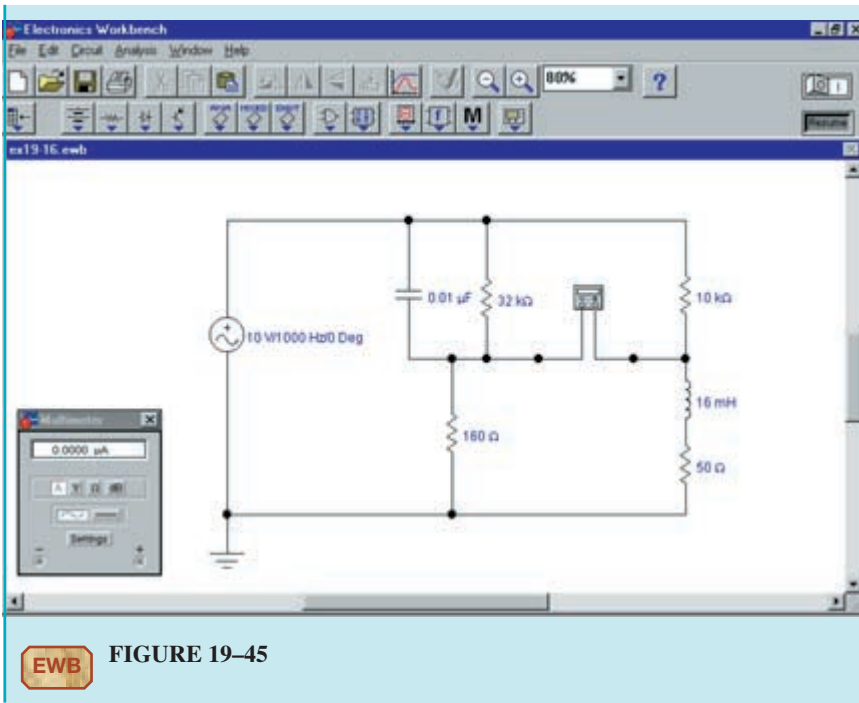 Electronics Workbench
File Edit Circuit Analysis Window Help
80%
?
M
Resume
ex19-16.ewb
0.01 µF
32 kΩ
10 kΩ
10 V/1000 Hz/0 Deg
16 mH
160 Ω
50 Ω
Multimeter
0.0000 µA
A V Ω dB
Settings
- +
EWB
FIGURE 19–45